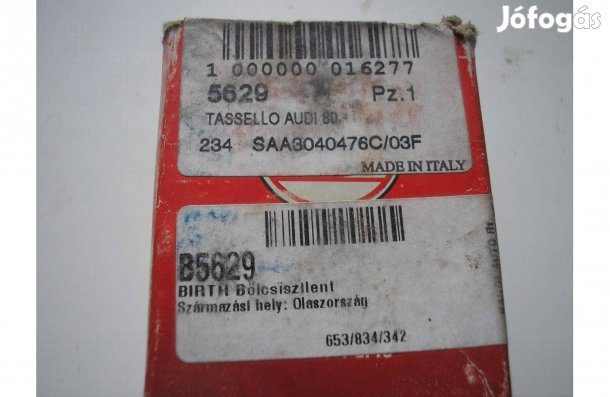 Jófogás
1 000000 016277
5629 Pz.1
TASSELLO AUDI 80
234 SAA3040476C/03F
MADE IN ITALY
B5629
BIRTH Bölcsiszilent
Származási hely: Olaszország
653/834/342